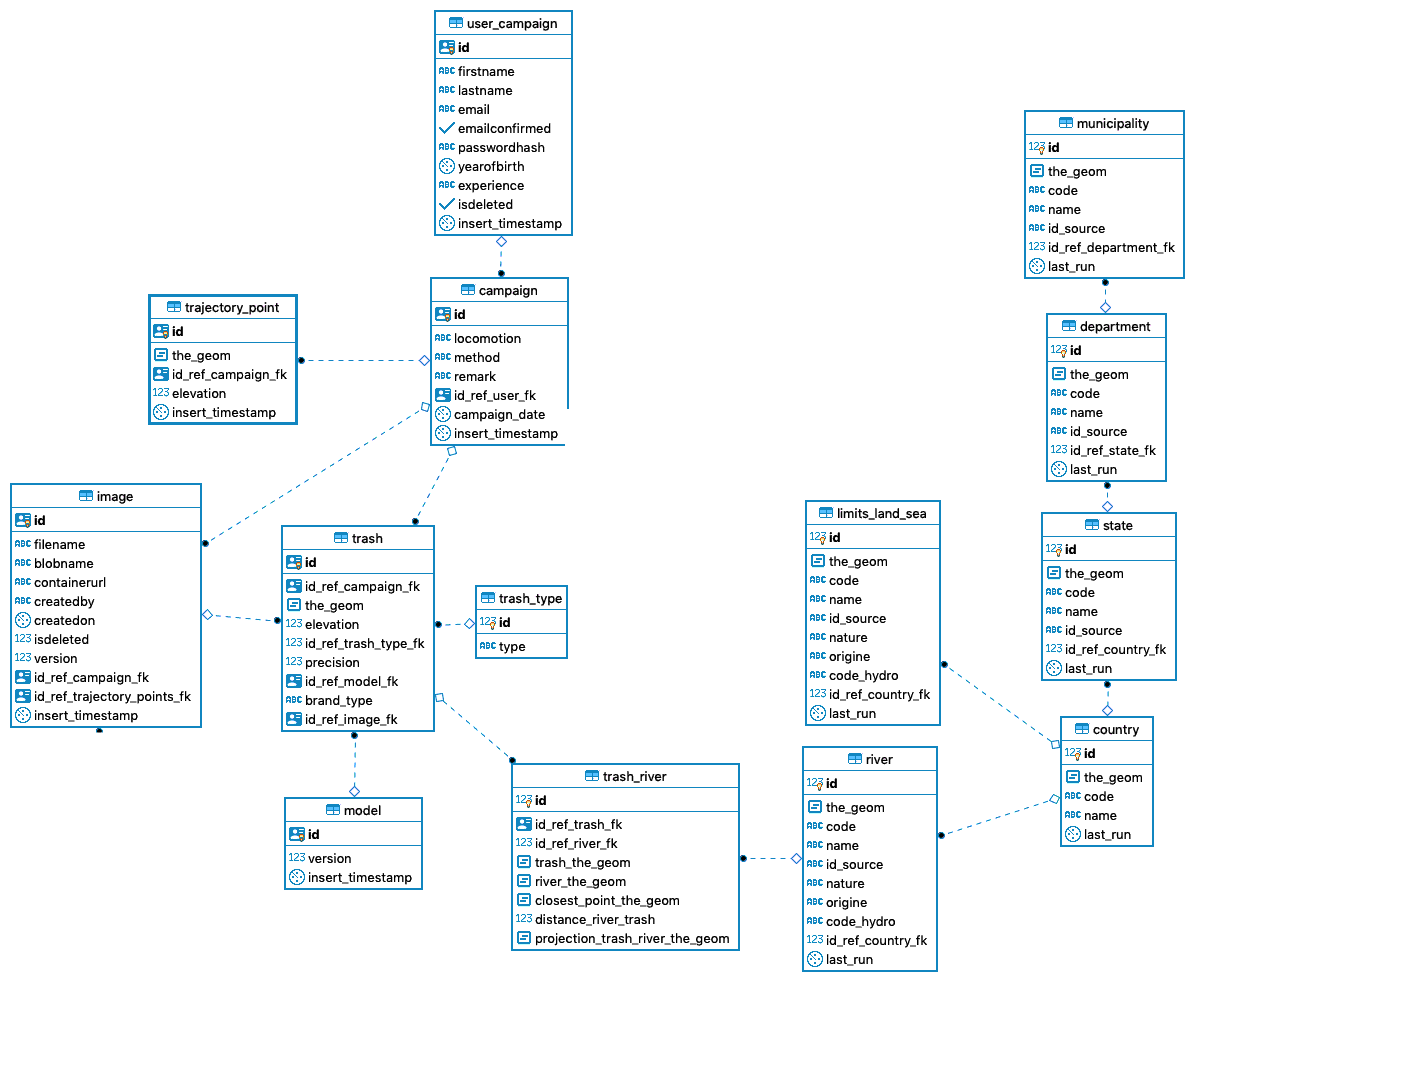 user_campaign
id
ABC firstname
ABC lastname
ABC email
emailconfirmed
ABC passwordhash
yearofbirth
ABC experience
isdeleted
insert_timestamp
municipality
123 id
the_geom
ABC code
ABC name
ABC id_source
123 id_ref_department_fk
last_run
campaign
id
ABC locomotion
ABC method
ABC remark
id_ref_user_fk
campaign_date
insert_timestamp
trajectory_point
id
the_geom
id_ref_campaign_fk
123 elevation
insert_timestamp
department
123 id
the_geom
ABC code
ABC name
ABC id_source
123 id_ref_state_fk
last_run
image
id
ABC filename
ABC blobname
ABC containerurl
ABC createdby
createdon
123 isdeleted
123 version
id_ref_campaign_fk
id_ref_trajectory_points_fk
insert_timestamp
trash
id
id_ref_campaign_fk
the_geom
123 elevation
123 id_ref_trash_type_fk
123 precision
id_ref_model_fk
ABC brand_type
id_ref_image_fk
trash_type
123 id
ABC type
limits_land_sea
123 id
the_geom
ABC code
ABC name
ABC id_source
ABC nature
ABC origine
ABC code_hydro
123 id_ref_country_fk
last_run
state
123 id
the_geom
ABC code
ABC name
ABC id_source
123 id_ref_country_fk
last_run
country
123 id
the_geom
ABC code
ABC name
last_run
model
id
123 version
insert_timestamp
trash_river
123 id
id_ref_trash_fk
123 id_ref_river_fk
trash_the_geom
river_the_geom
closest_point_the_geom
123 distance_river_trash
projection_trash_river_the_geom
river
123 id
the_geom
ABC code
ABC name
ABC id_source
ABC nature
ABC origine
ABC code_hydro
123 id_ref_country_fk
last_run